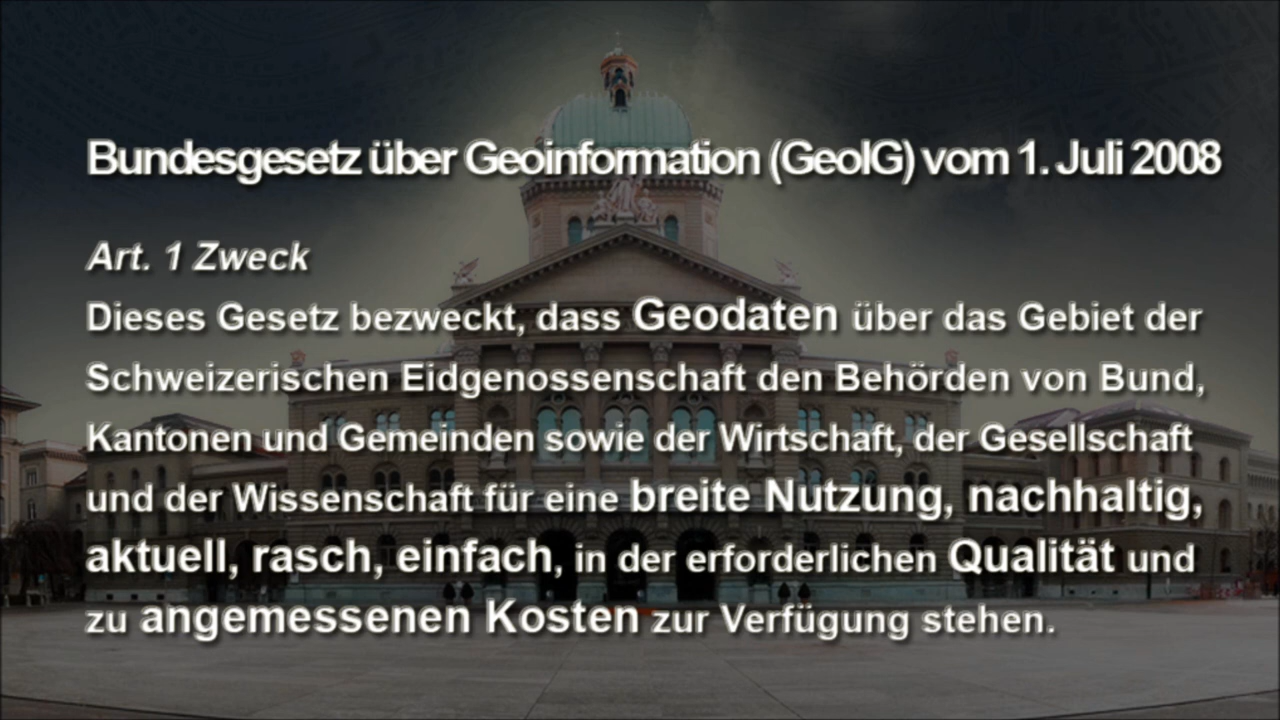 Bundesgesetz über Geoinformation (GeoIG) vom 1. Juli 2008
Art. 1 Zweck
Dieses Gesetz bezweckt, dass Geodaten über das Gebiet der
Schweizerischen Eidgenossenschaft den Behörden von Bund,
Kantonen und Gemeinden sowie der Wirtschaft, der Gesellschaft
und der Wissenschaft für eine breite Nutzung, nachhaltig,
aktuell, rasch, einfach, in der erforderlichen Qualität und
zu angemessenen Kosten zur Verfügung stehen.